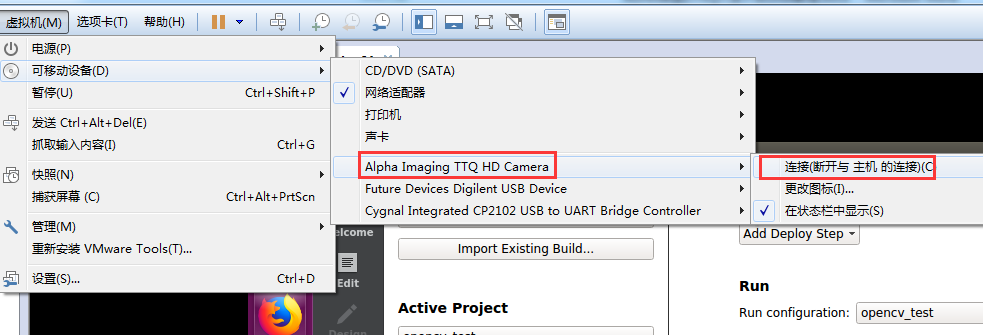 虚拟机(M) 选项卡(T) 帮助(H)
电源(P)
可移动设备(D)
暂停(U) Ctrl+Shift+P
发送 Ctrl+Alt+Del(E)
抓取输入内容(I) Ctrl+G
快照(N)
捕获屏幕 (C) Ctrl+Alt+PrtScn
管理(M)
重新安装 VMware Tools(T)...
设置(S)... Ctrl+D
CD/DVD (SATA)
网络适配器
打印机
声卡
Alpha Imaging TTQ HD Camera
Future Devices Digilent USB Device
Cygnal Integrated CP2102 USB to UART Bridge Controller
连接(断开与 主机 的连接)(C
更改图标(I)...
在状态栏中显示(S)
elcome
Import Existing Build...
Edit
Active Project
opencv_test
Design
Add Deploy Step
Run
Run configuration: opencv_test